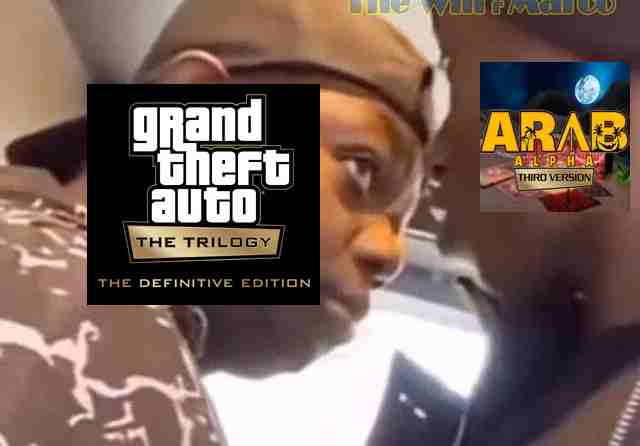 grand
theft
auto
THE TRILOGY
THE DEFINITIVE EDITION
ARAB
ALPHA
THIRD VERSION